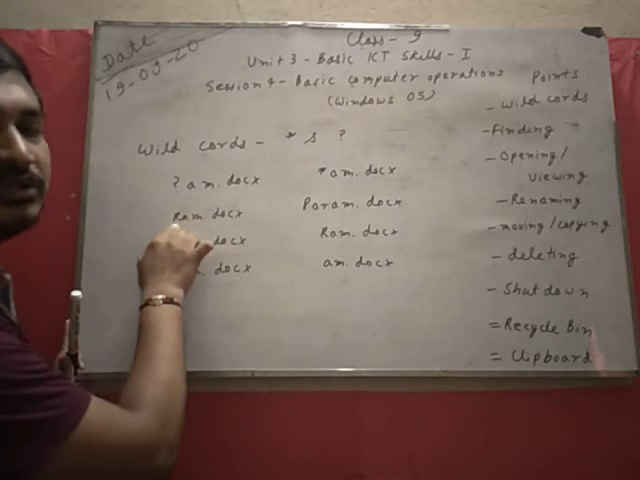 Date
19-09-20
Class - 9
Unit 3 - Basic ICT Skills - I
Session 4 - Basic computer operations
(Windows OS)
Wild cords - * s ?
? am. docx
Ram. docx
docx
. docx
* am. docx
Param. docx
Ram. docx
am. docx
Points
- Wild cords
- Finding
- Opening/
Viewing
- Renaming
- moving/copying
- deleting
- Shut down
= Recycle Bin
= Clipboard